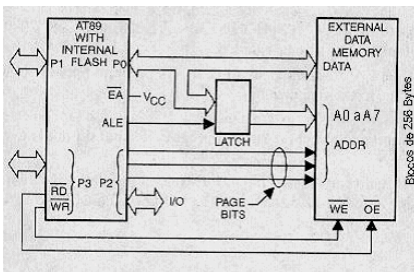 AT89
WITH
INTERNAL
FLASH
P1
P0
EA
VCC
ALE
LATCH
EXTERNAL
DATA
MEMORY
DATA
A0 a A7
ADDR
Blocos de 256 Bytes
RD
WR
P3
P2
I/O
PAGE
BITS
WE
OE